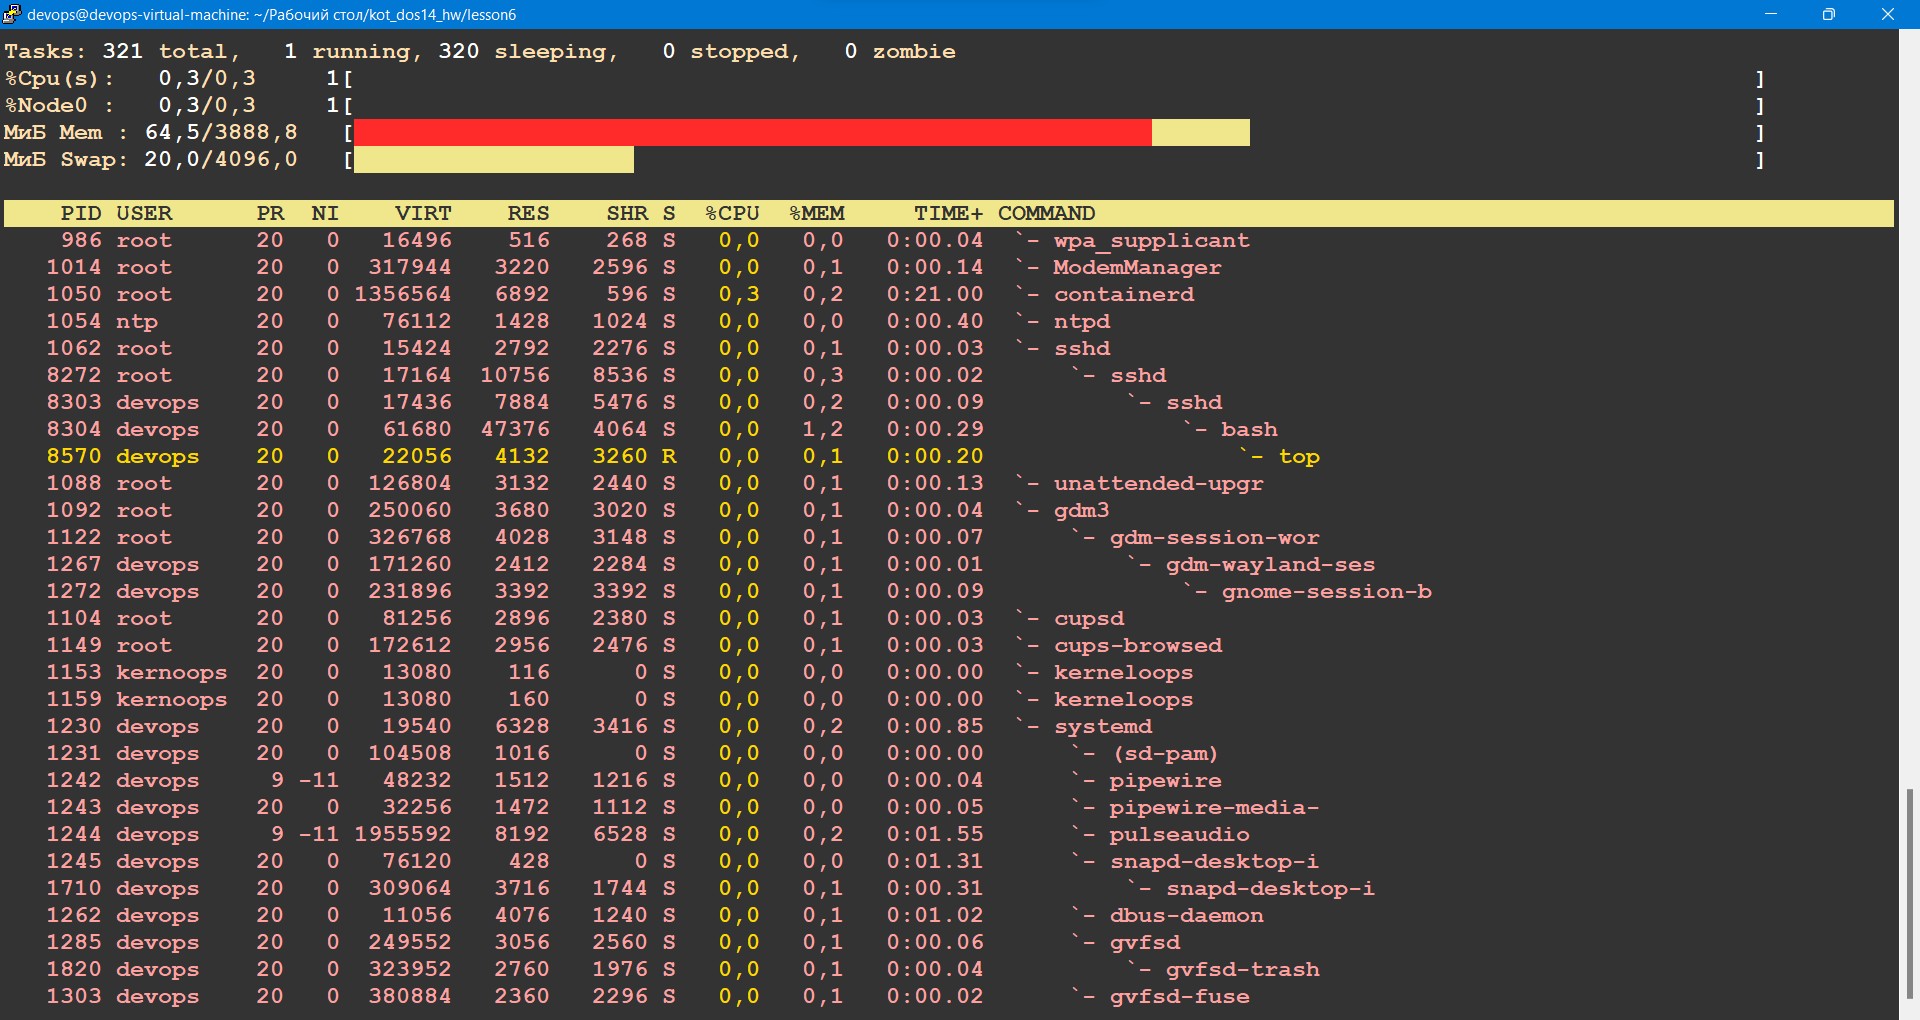 devops@devops-virtual-machine: ~/Рабочий стол/kot_dos14_hw/lesson6
Tasks: 321 total,   1 running, 320 sleeping,   0 stopped,   0 zombie
%Cpu(s):   0,3/0,3     1[ ]
%Node0 :   0,3/0,3     1[ ]
МиБ Mem : 64,5/3888,8   [ ]
МиБ Swap: 20,0/4096,0   [ ]
PID USER      PR  NI    VIRT    RES    SHR S  %CPU  %MEM     TIME+ COMMAND
986 root      20   0   16496    516    268 S   0,0   0,0   0:00.04  `- wpa_supplicant
1014 root      20   0  317944   3220   2596 S   0,0   0,1   0:00.14  `- ModemManager
1050 root      20   0 1356564   6892    596 S   0,3   0,2   0:21.00  `- containerd
1054 ntp       20   0   76112   1428   1024 S   0,0   0,0   0:00.40  `- ntpd
1062 root      20   0   15424   2792   2276 S   0,0   0,1   0:00.03  `- sshd
8272 root      20   0   17164  10756   8536 S   0,0   0,3   0:00.02      `- sshd
8303 devops    20   0   17436   7884   5476 S   0,0   0,2   0:00.09          `- sshd
8304 devops    20   0   61680  47376   4064 S   0,0   1,2   0:00.29              `- bash
8570 devops    20   0   22056   4132   3260 R   0,0   0,1   0:00.20                  `- top
1088 root      20   0  126804   3132   2440 S   0,0   0,1   0:00.13  `- unattended-upgr
1092 root      20   0  250060   3680   3020 S   0,0   0,1   0:00.04  `- gdm3
1122 root      20   0  326768   4028   3148 S   0,0   0,1   0:00.07      `- gdm-session-wor
1267 devops    20   0  171260   2412   2284 S   0,0   0,1   0:00.01          `- gdm-wayland-ses
1272 devops    20   0  231896   3392   3392 S   0,0   0,1   0:00.09              `- gnome-session-b
1104 root      20   0   81256   2896   2380 S   0,0   0,1   0:00.03  `- cupsd
1149 root      20   0  172612   2956   2476 S   0,0   0,1   0:00.03  `- cups-browsed
1153 kernoops  20   0   13080    116      0 S   0,0   0,0   0:00.00  `- kerneloops
1159 kernoops  20   0   13080    160      0 S   0,0   0,0   0:00.00  `- kerneloops
1230 devops    20   0   19540   6328   3416 S   0,0   0,2   0:00.85  `- systemd
1231 devops    20   0  104508   1016      0 S   0,0   0,0   0:00.00      `- (sd-pam)
1242 devops     9 -11   48232   1512   1216 S   0,0   0,0   0:00.04      `- pipewire
1243 devops    20   0   32256   1472   1112 S   0,0   0,0   0:00.05      `- pipewire-media-
1244 devops     9 -11 1955592   8192   6528 S   0,0   0,2   0:01.55      `- pulseaudio
1245 devops    20   0   76120    428      0 S   0,0   0,0   0:01.31      `- snapd-desktop-i
1710 devops    20   0  309064   3716   1744 S   0,0   0,1   0:00.31          `- snapd-desktop-i
1262 devops    20   0   11056   4076   1240 S   0,0   0,1   0:01.02      `- dbus-daemon
1285 devops    20   0  249552   3056   2560 S   0,0   0,1   0:00.06      `- gvfsd
1820 devops    20   0  323952   2760   1976 S   0,0   0,1   0:00.04          `- gvfsd-trash
1303 devops    20   0  380884   2360   2296 S   0,0   0,1   0:00.02      `- gvfsd-fuse